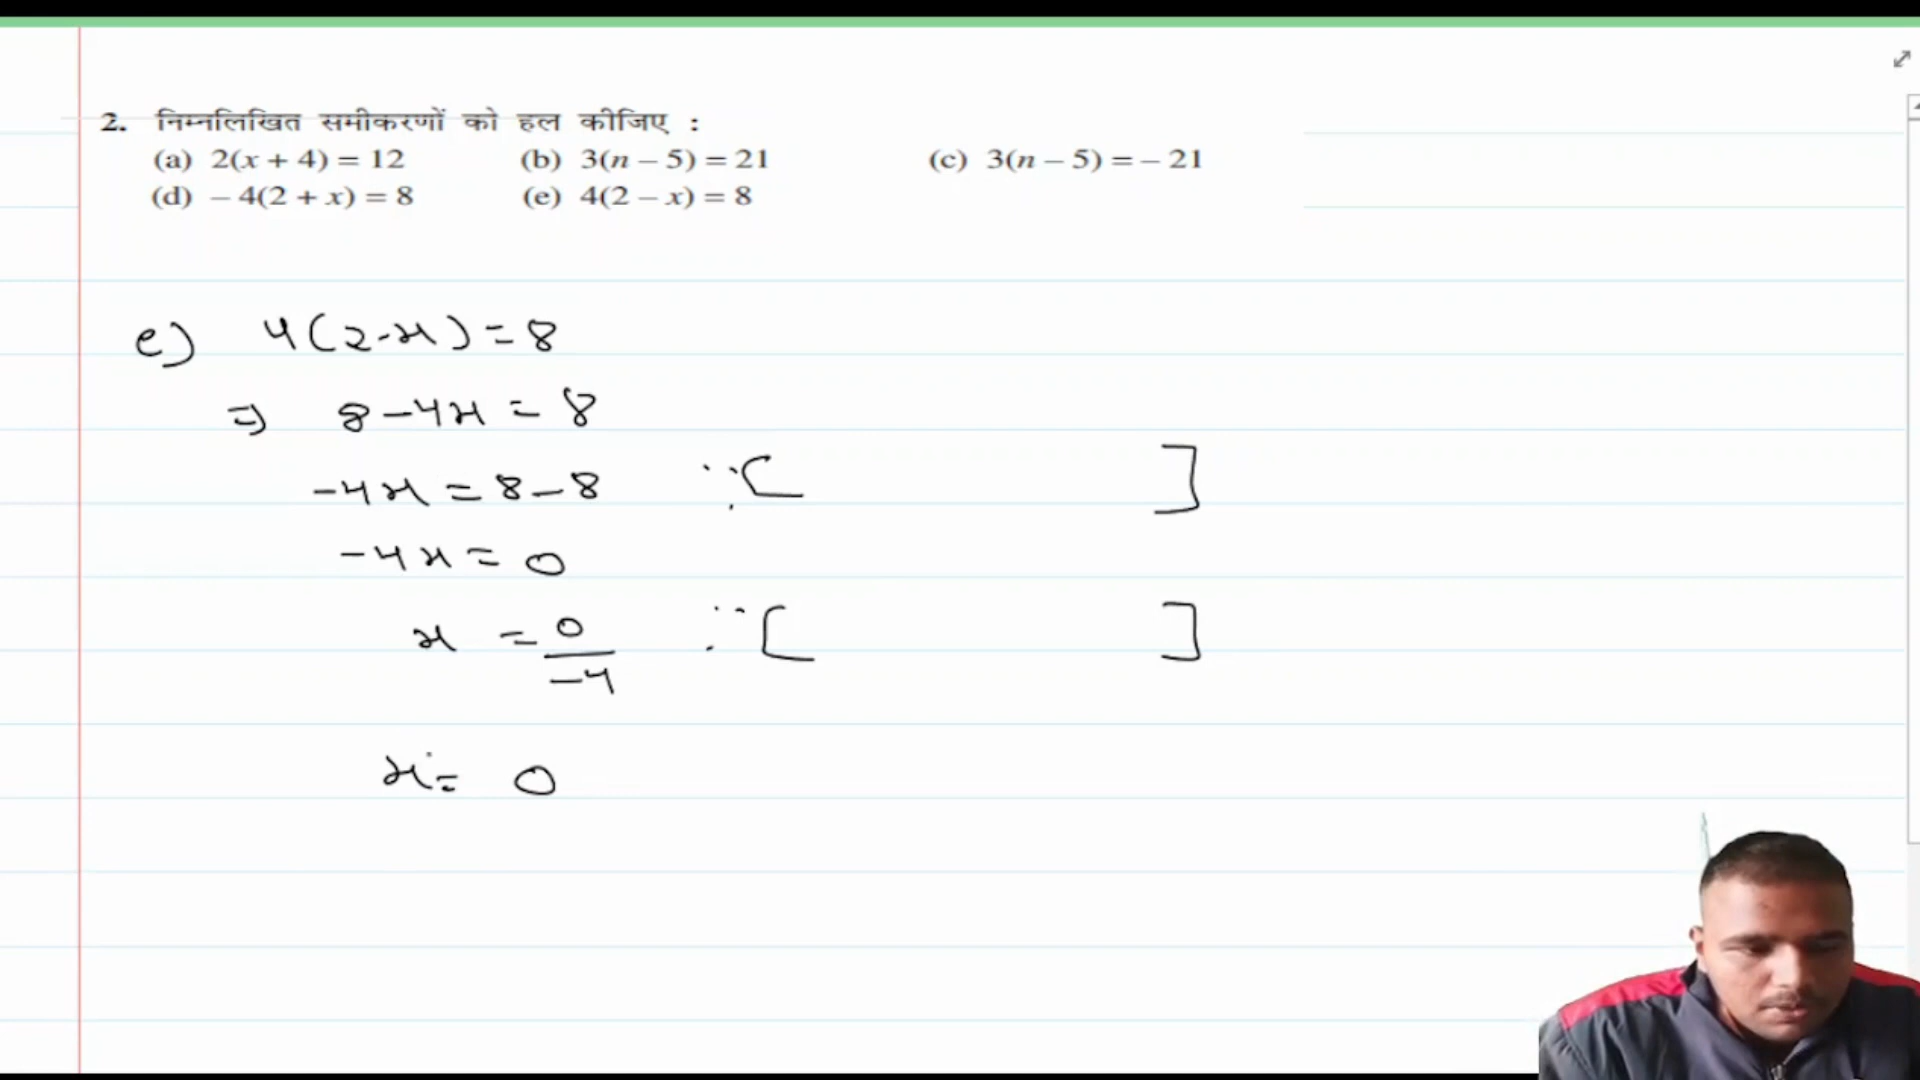 2. निम्नलिखित समीकरणों को हल कीजिए :
(a) 2(x + 4) = 12 (b) 3(n – 5) = 21 (c) 3(n – 5) = – 21
(d) – 4(2 + x) = 8 (e) 4(2 – x) = 8
e) 4(2-x)=8
⇒ 8-4x=8
-4x=8-8 ∵[ ]
-4x=0
x=0/-4 ∵[ ]
x=0